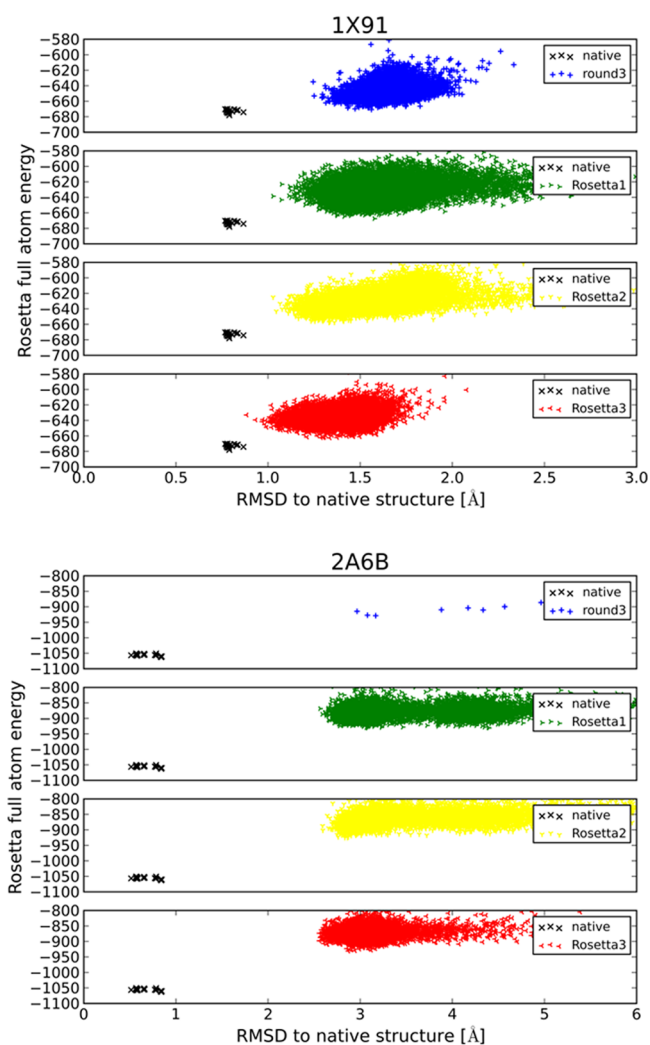 1X91
Rosetta full atom energy
−580
−600
−620
−640
−660
−680
−700
native
round3
−580
−600
−620
−640
−660
−680
−700
native
Rosetta1
−580
−600
−620
−640
−660
−680
−700
native
Rosetta2
−580
−600
−620
−640
−660
−680
−700
native
Rosetta3
0.0 0.5 1.0 1.5 2.0 2.5 3.0
RMSD to native structure [Å]
2A6B
Rosetta full atom energy
−800
−850
−900
−950
−1000
−1050
−1100
native
round3
−800
−850
−900
−950
−1000
−1050
−1100
native
Rosetta1
−800
−850
−900
−950
−1000
−1050
−1100
native
Rosetta2
−800
−850
−900
−950
−1000
−1050
−1100
native
Rosetta3
0 1 2 3 4 5 6
RMSD to native structure [Å]